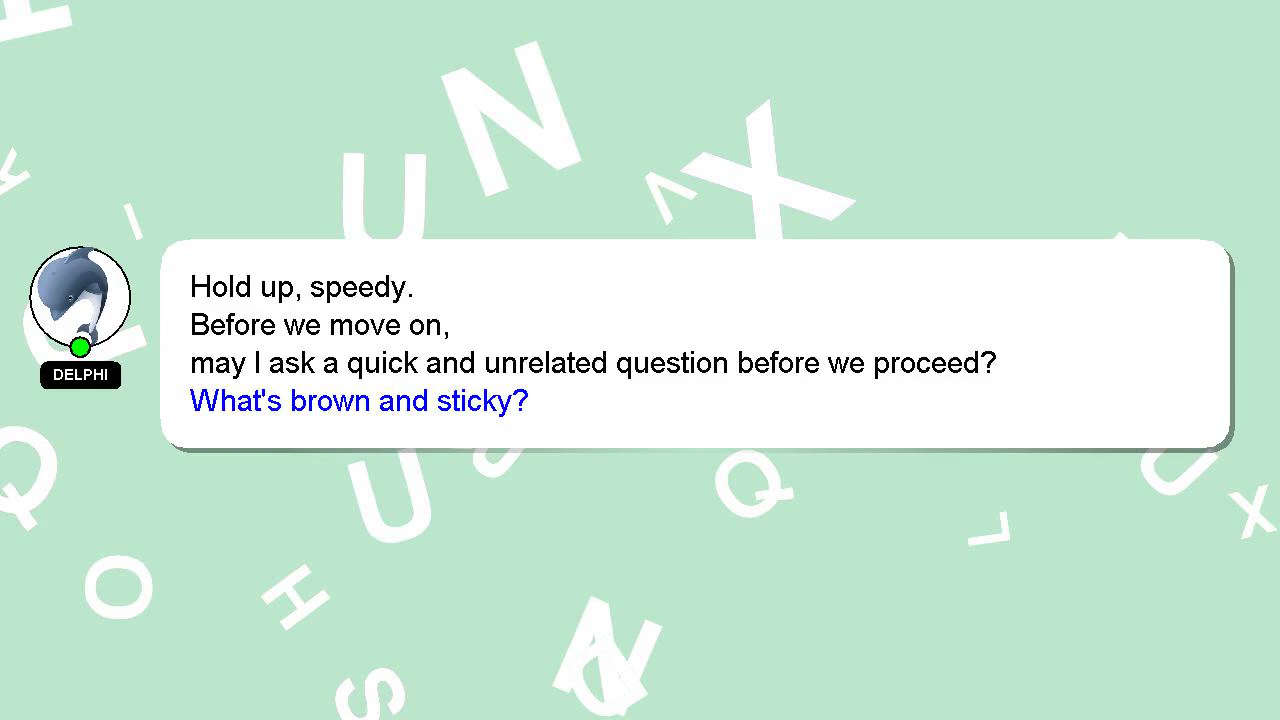 Hold up, speedy.
Before we move on,
may I ask a quick and unrelated question before we proceed?
What's brown and sticky?
DELPHI